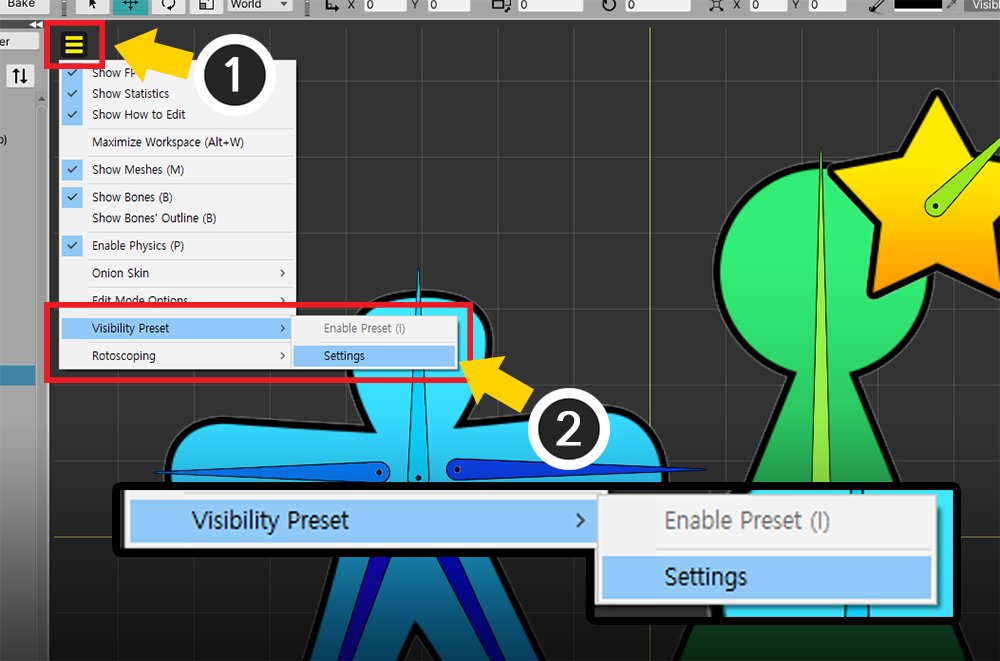 Bake
World
X 0 Y 0
0
0
X 0 Y 0
Visib
er
1
Show FP
Show Statistics
Show How to Edit
Maximize Workspace (Alt+W)
Show Meshes (M)
Show Bones (B)
Show Bones' Outline (B)
Enable Physics (P)
Onion Skin
Edit Mode Options
Visibility Preset
Enable Preset (I)
Settings
Rotoscoping
2
Visibility Preset
Enable Preset (I)
Settings